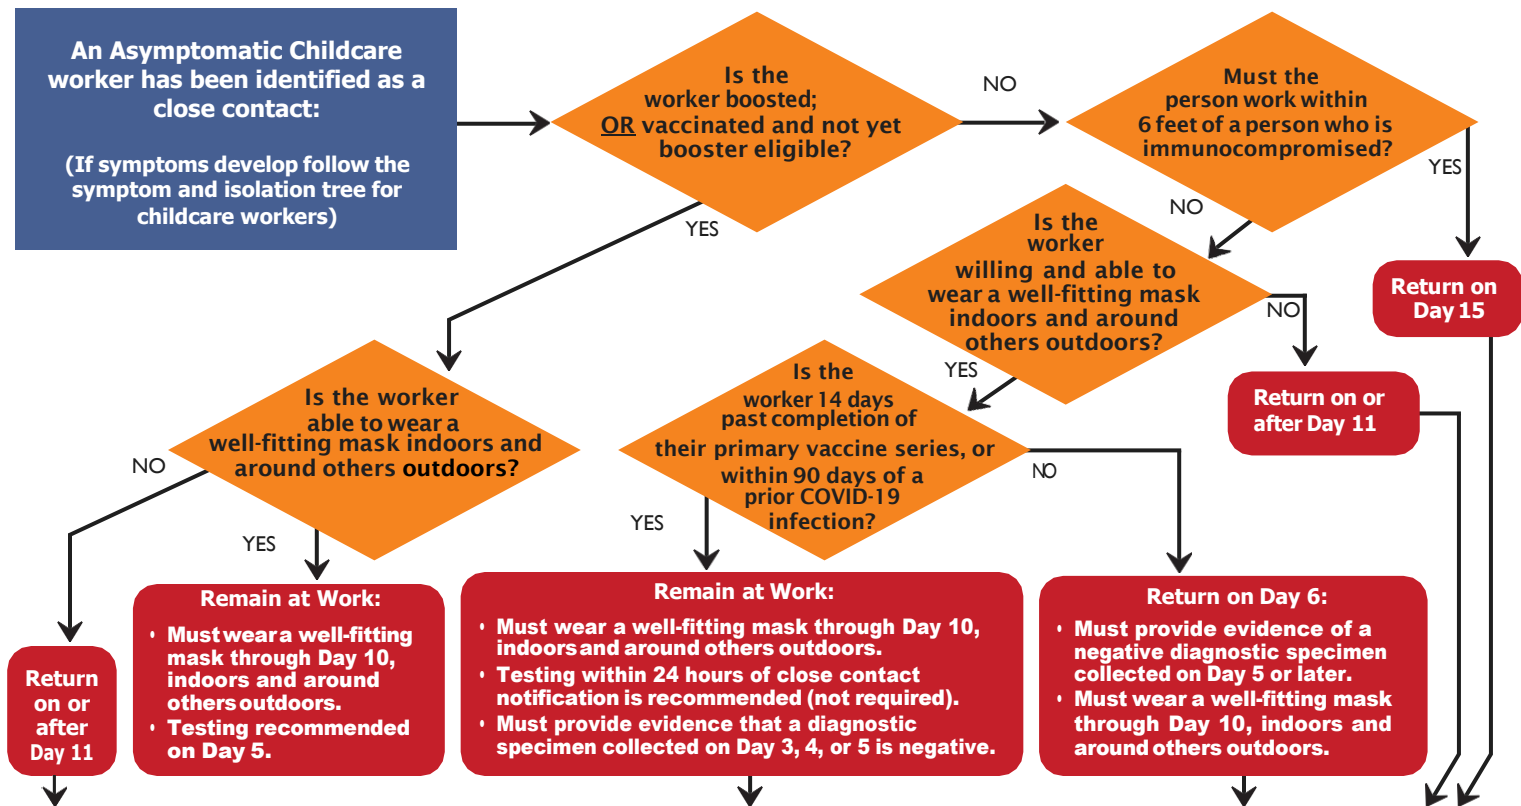 An Asymptomatic Childcare
worker has been identified as a
close contact:
(If symptoms develop follow the
symptom and isolation tree for
childcare workers)
Is the
worker boosted;
OR vaccinated and not yet
booster eligible?
NO
Must the
person work within
6 feet of a person who is
immunocompromised?
YES
NO
YES
Is the
worker
willing and able to
wear a well-fitting mask
indoors and around
others outdoors?
Return on
Day 15
NO
YES
Return on or
after Day 11
Is the worker
able to wear a
well-fitting mask indoors and
around others outdoors?
NO
YES
Is the
worker 14 days
past completion of
their primary vaccine series, or
within 90 days of a
prior COVID-19
infection?
NO
YES
Return
on or
after
Day 11
Remain at Work:
• Must wear a well-fitting
mask through Day 10,
indoors and around
others outdoors.
• Testing recommended
on Day 5.
Remain at Work:
• Must wear a well-fitting mask through Day 10,
indoors and around others outdoors.
• Testing within 24 hours of close contact
notification is recommended (not required).
• Must provide evidence that a diagnostic
specimen collected on Day 3, 4, or 5 is negative.
Return on Day 6:
• Must provide evidence of a
negative diagnostic specimen
collected on Day 5 or later.
• Must wear a well-fitting mask
through Day 10, indoors and
around others outdoors.